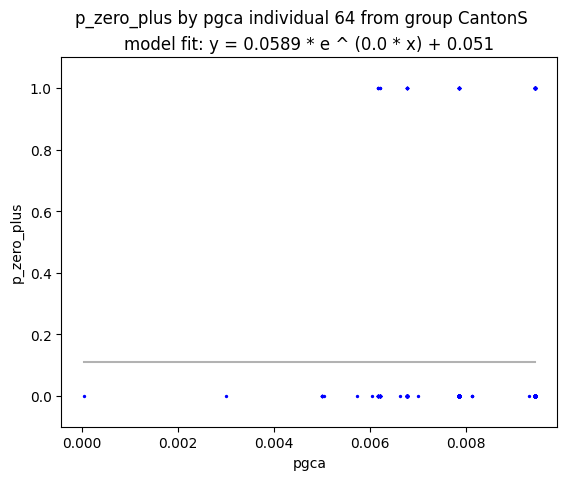 p_zero_plus by pgca individual 64 from group CantonS
model fit: y = 0.0589 * e ^ (0.0 * x) + 0.051
1.0
0.8
0.6
0.4
0.2
0.0
p_zero_plus
0.000 0.002 0.004 0.006 0.008
pgca